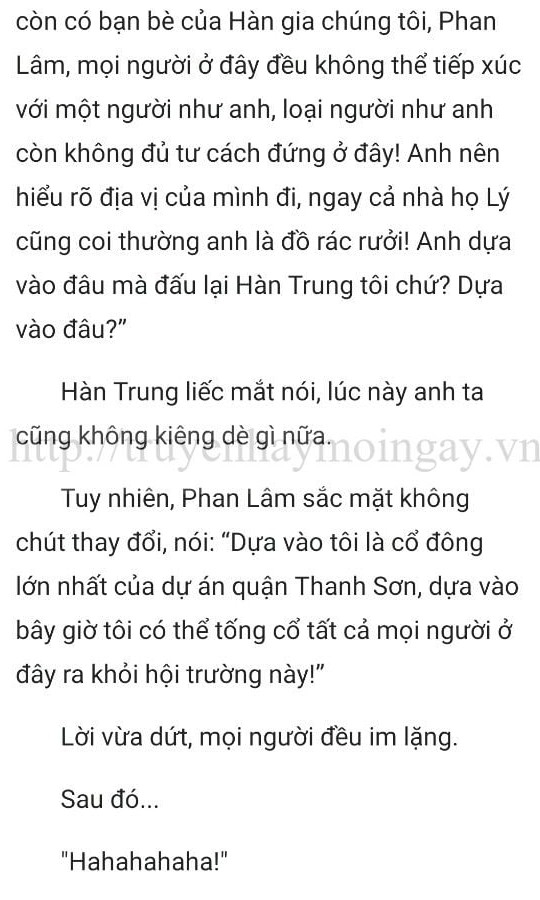 còn có bạn bè của Hàn gia chúng tôi, Phan
Lâm, mọi người ở đây đều không thể tiếp xúc
với một người như anh, loại người như anh
còn không đủ tư cách đứng ở đây! Anh nên
hiểu rõ địa vị của mình đi, ngay cả nhà họ Lý
cũng coi thường anh là đồ rác rưởi! Anh dựa
vào đâu mà đấu lại Hàn Trung tôi chứ? Dựa
vào đâu?”
Hàn Trung liếc mắt nói, lúc này anh ta
cũng không kiêng dè gì nữa.
http://truyenhaymoingay.vn
Tuy nhiên, Phan Lâm sắc mặt không
chút thay đổi, nói: “Dựa vào tôi là cổ đông
lớn nhất của dự án quận Thanh Sơn, dựa vào
bây giờ tôi có thể tống cổ tất cả mọi người ở
đây ra khỏi hội trường này!”
Lời vừa dứt, mọi người đều im lặng.
Sau đó...
"Hahahahaha!"